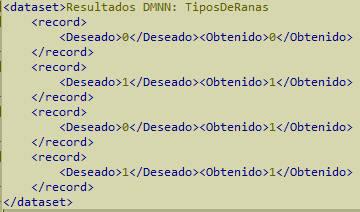 <dataset>Resultados DMNN: TiposDeRanas
<record>
<Deseado>0</Deseado><Obtenido>0</Obtenido>
</record>
<record>
<Deseado>1</Deseado><Obtenido>1</Obtenido>
</record>
<record>
<Deseado>0</Deseado><Obtenido>1</Obtenido>
</record>
<record>
<Deseado>1</Deseado><Obtenido>1</Obtenido>
</record>
</dataset>